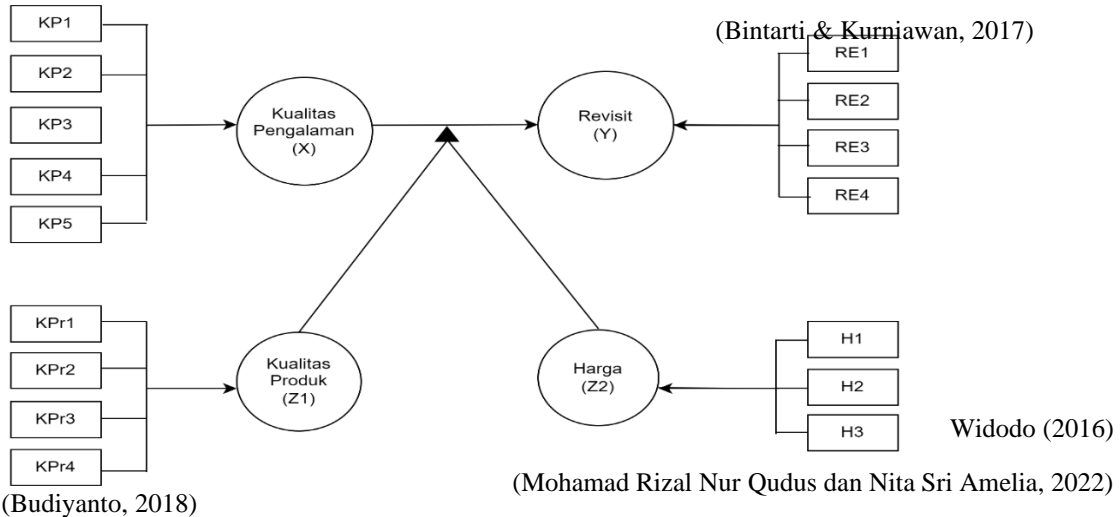 KP1
KP2
KP3
KP4
KP5
Kualitas
Pengalaman
(X)
Revisit
(Y)
(Bintarti & Kurniawan, 2017)
RE1
RE2
RE3
RE4
KPr1
KPr2
KPr3
KPr4
Kualitas
Produk
(Z1)
Harga
(Z2)
H1
H2
H3
Widodo (2016)
(Mohamad Rizal Nur Qudus dan Nita Sri Amelia, 2022)
(Budiyanto, 2018)